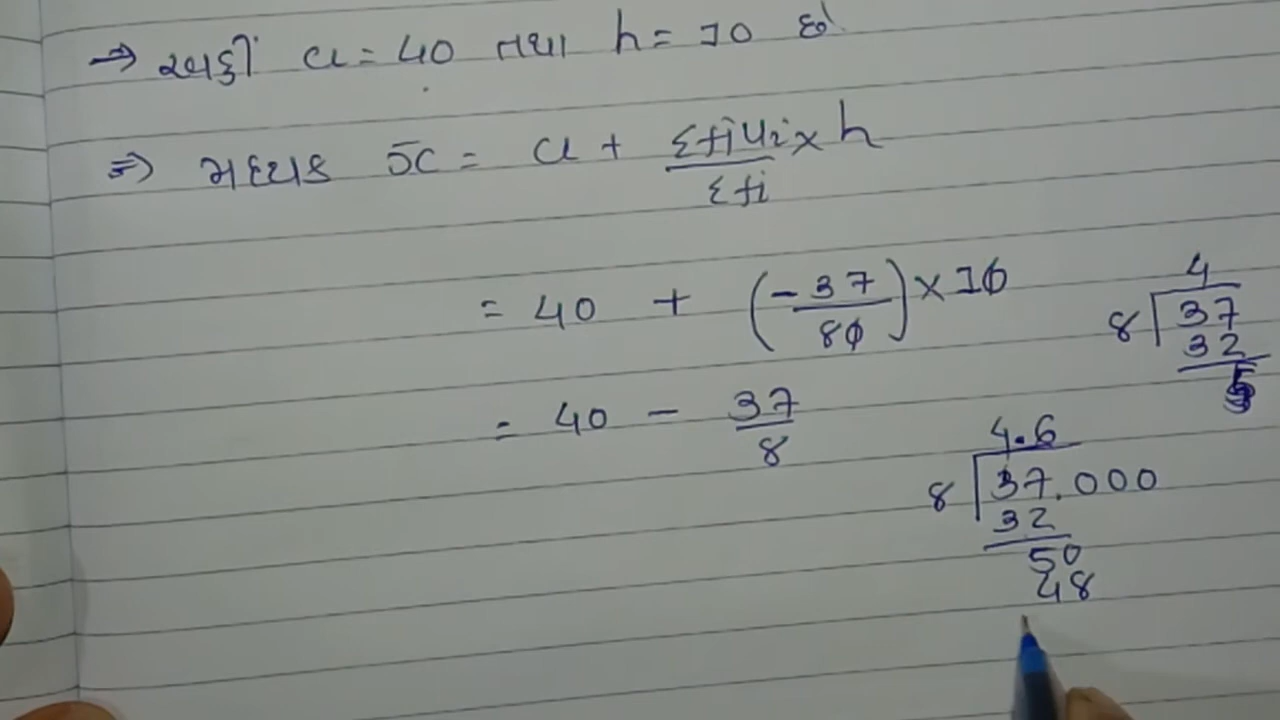 → અહીં a = 40 તથા h = 10 છે
⇒ મધ્યક x̄ = a + Σfiui/Σfi × h
= 40 + (-37/80) × 10
= 40 - 37/8
4
8 37
32
5
4.6
8 37.000
32
50
48